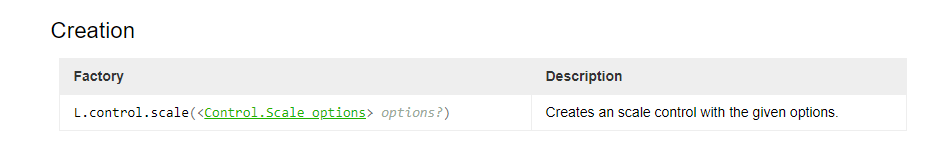 Creation
Factory Description
L.control.scale(<Control.Scale options> options?) Creates an scale control with the given options.